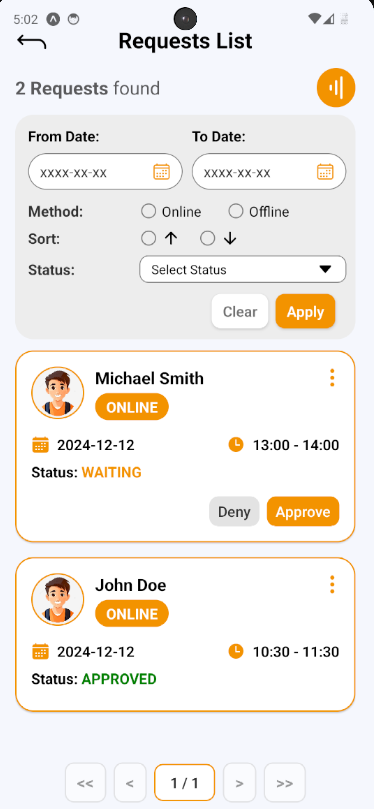 5:02
Requests List
2 Requests found
From Date: To Date:
xxxx-xx-xx xxxx-xx-xx
Method: Online Offline
Sort: ↑ ↓
Status: Select Status
Clear Apply
Michael Smith
ONLINE
2024-12-12 13:00 - 14:00
Status: WAITING
Deny Approve
John Doe
ONLINE
2024-12-12 10:30 - 11:30
Status: APPROVED
<< < 1 / 1 > >>